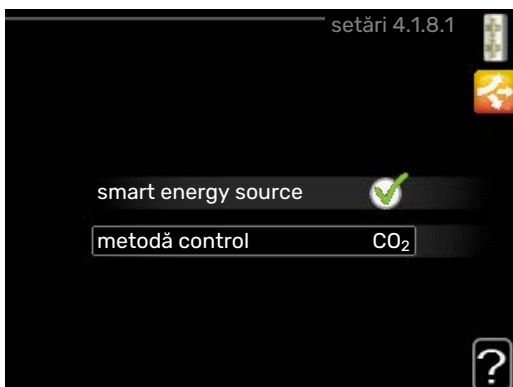 setări 4.1.8.1
smart energy source
metodă control CO₂
?